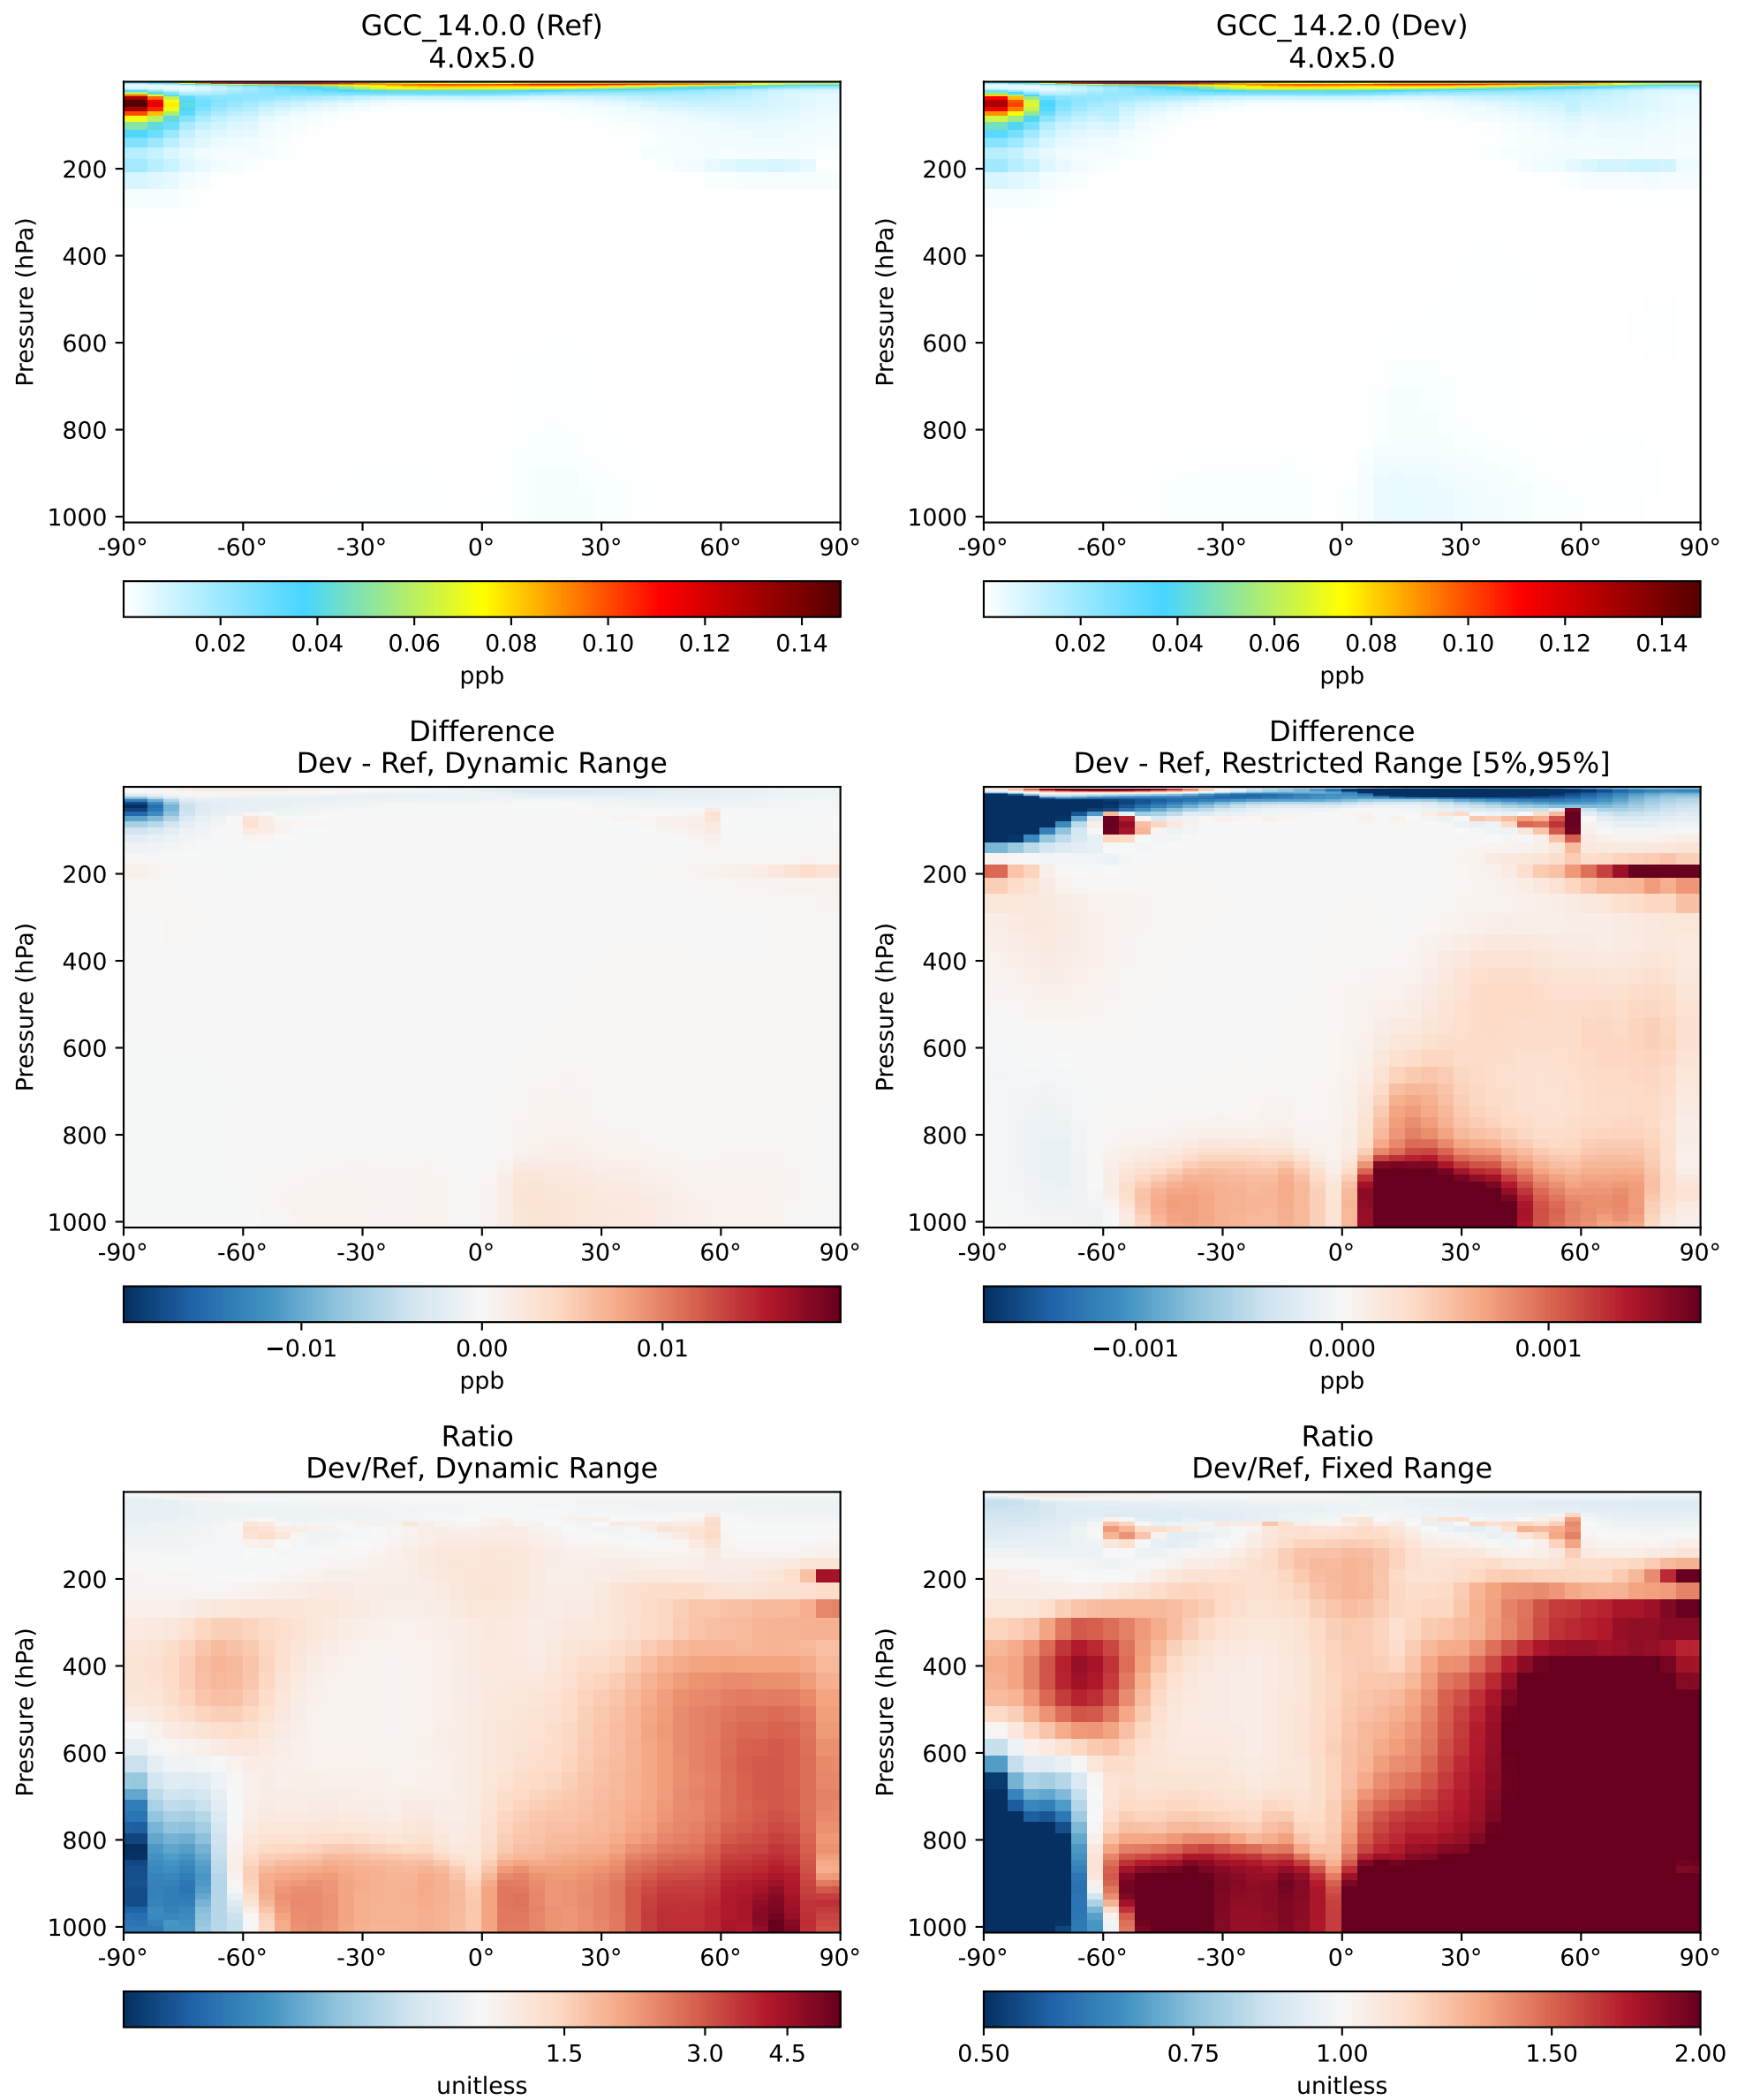 GCC_14.0.0 (Ref)
4.0x5.0
Pressure (hPa)
200
400
600
800
1000
-90° -60° -30° 0° 30° 60° 90°
0.02 0.04 0.06 0.08 0.10 0.12 0.14
ppb
GCC_14.2.0 (Dev)
4.0x5.0
Pressure (hPa)
200
400
600
800
1000
-90° -60° -30° 0° 30° 60° 90°
0.02 0.04 0.06 0.08 0.10 0.12 0.14
ppb
Difference
Dev - Ref, Dynamic Range
Pressure (hPa)
200
400
600
800
1000
-90° -60° -30° 0° 30° 60° 90°
−0.01 0.00 0.01
ppb
Difference
Dev - Ref, Restricted Range [5%,95%]
Pressure (hPa)
200
400
600
800
1000
-90° -60° -30° 0° 30° 60° 90°
−0.001 0.000 0.001
ppb
Ratio
Dev/Ref, Dynamic Range
Pressure (hPa)
200
400
600
800
1000
-90° -60° -30° 0° 30° 60° 90°
1.5 3.0 4.5
unitless
Ratio
Dev/Ref, Fixed Range
Pressure (hPa)
200
400
600
800
1000
-90° -60° -30° 0° 30° 60° 90°
0.50 0.75 1.00 1.50 2.00
unitless